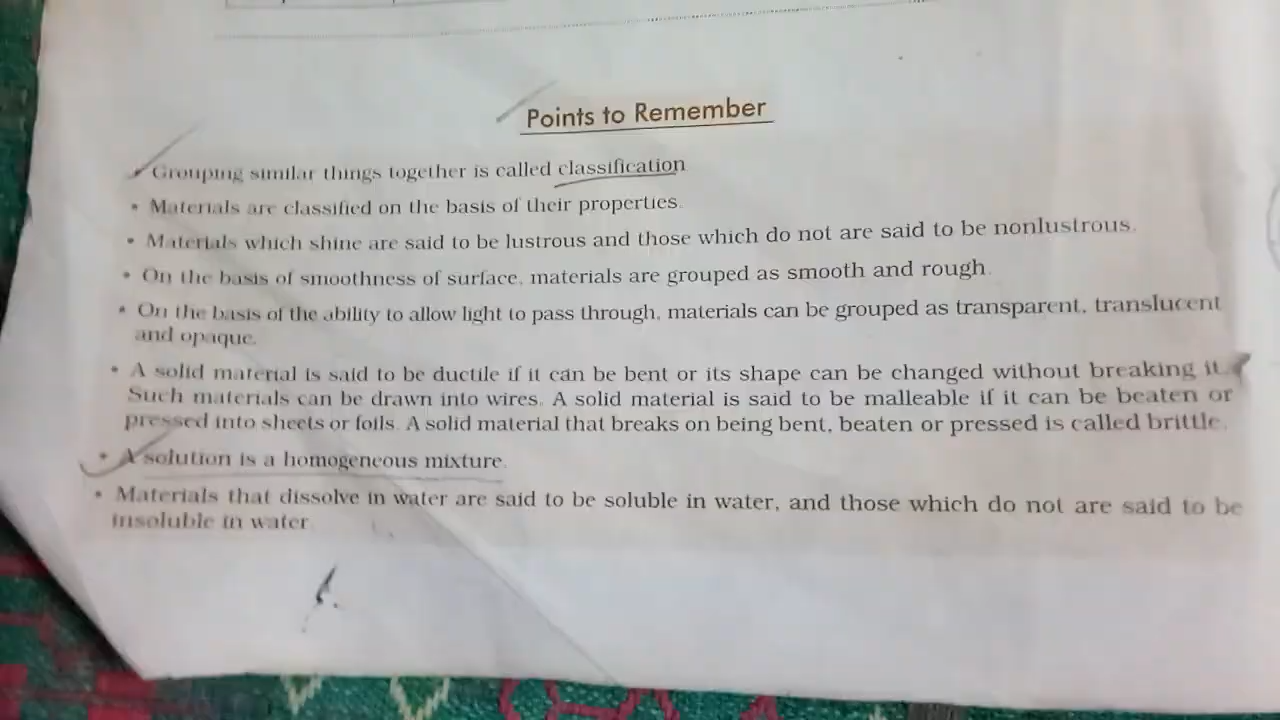 Points to Remember
Grouping similar things together is called classification
• Materials are classified on the basis of their properties.
• Materials which shine are said to be lustrous and those which do not are said to be nonlustrous.
• On the basis of smoothness of surface, materials are grouped as smooth and rough.
• On the basis of the ability to allow light to pass through, materials can be grouped as transparent, translucent
and opaque.
• A solid material is said to be ductile if it can be bent or its shape can be changed without breaking it.
Such materials can be drawn into wires. A solid material is said to be malleable if it can be beaten or
pressed into sheets or foils. A solid material that breaks on being bent, beaten or pressed is called brittle.
• A solution is a homogeneous mixture.
• Materials that dissolve in water are said to be soluble in water, and those which do not are said to be
insoluble in water